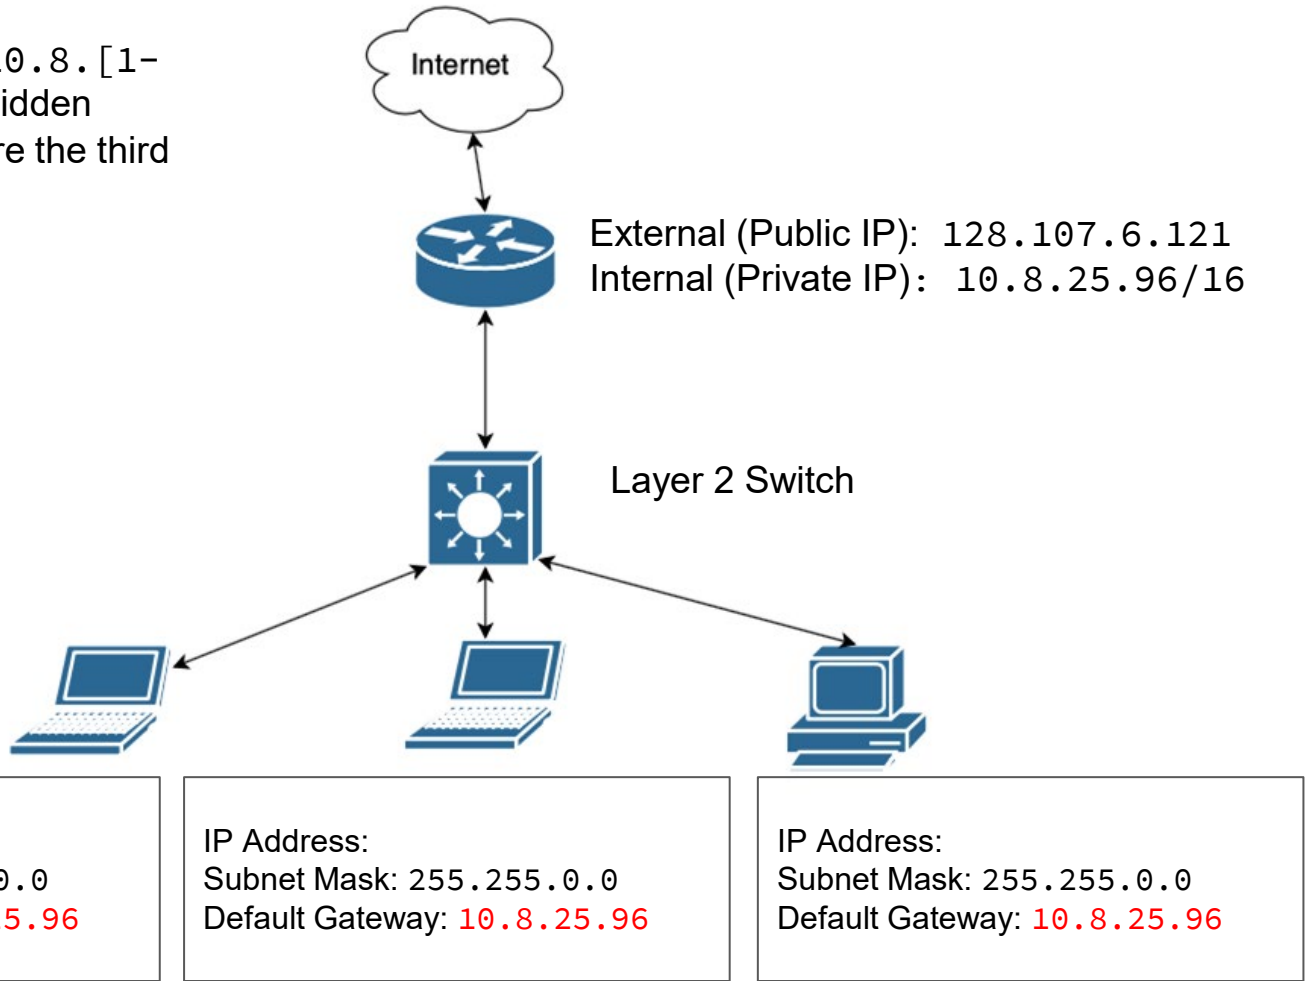 0.8.[1-
idden
re the third
Internet
External (Public IP): 128.107.6.121
Internal (Private IP): 10.8.25.96/16
Layer 2 Switch
0.0
5.96
IP Address:
Subnet Mask: 255.255.0.0
Default Gateway: 10.8.25.96
IP Address:
Subnet Mask: 255.255.0.0
Default Gateway: 10.8.25.96